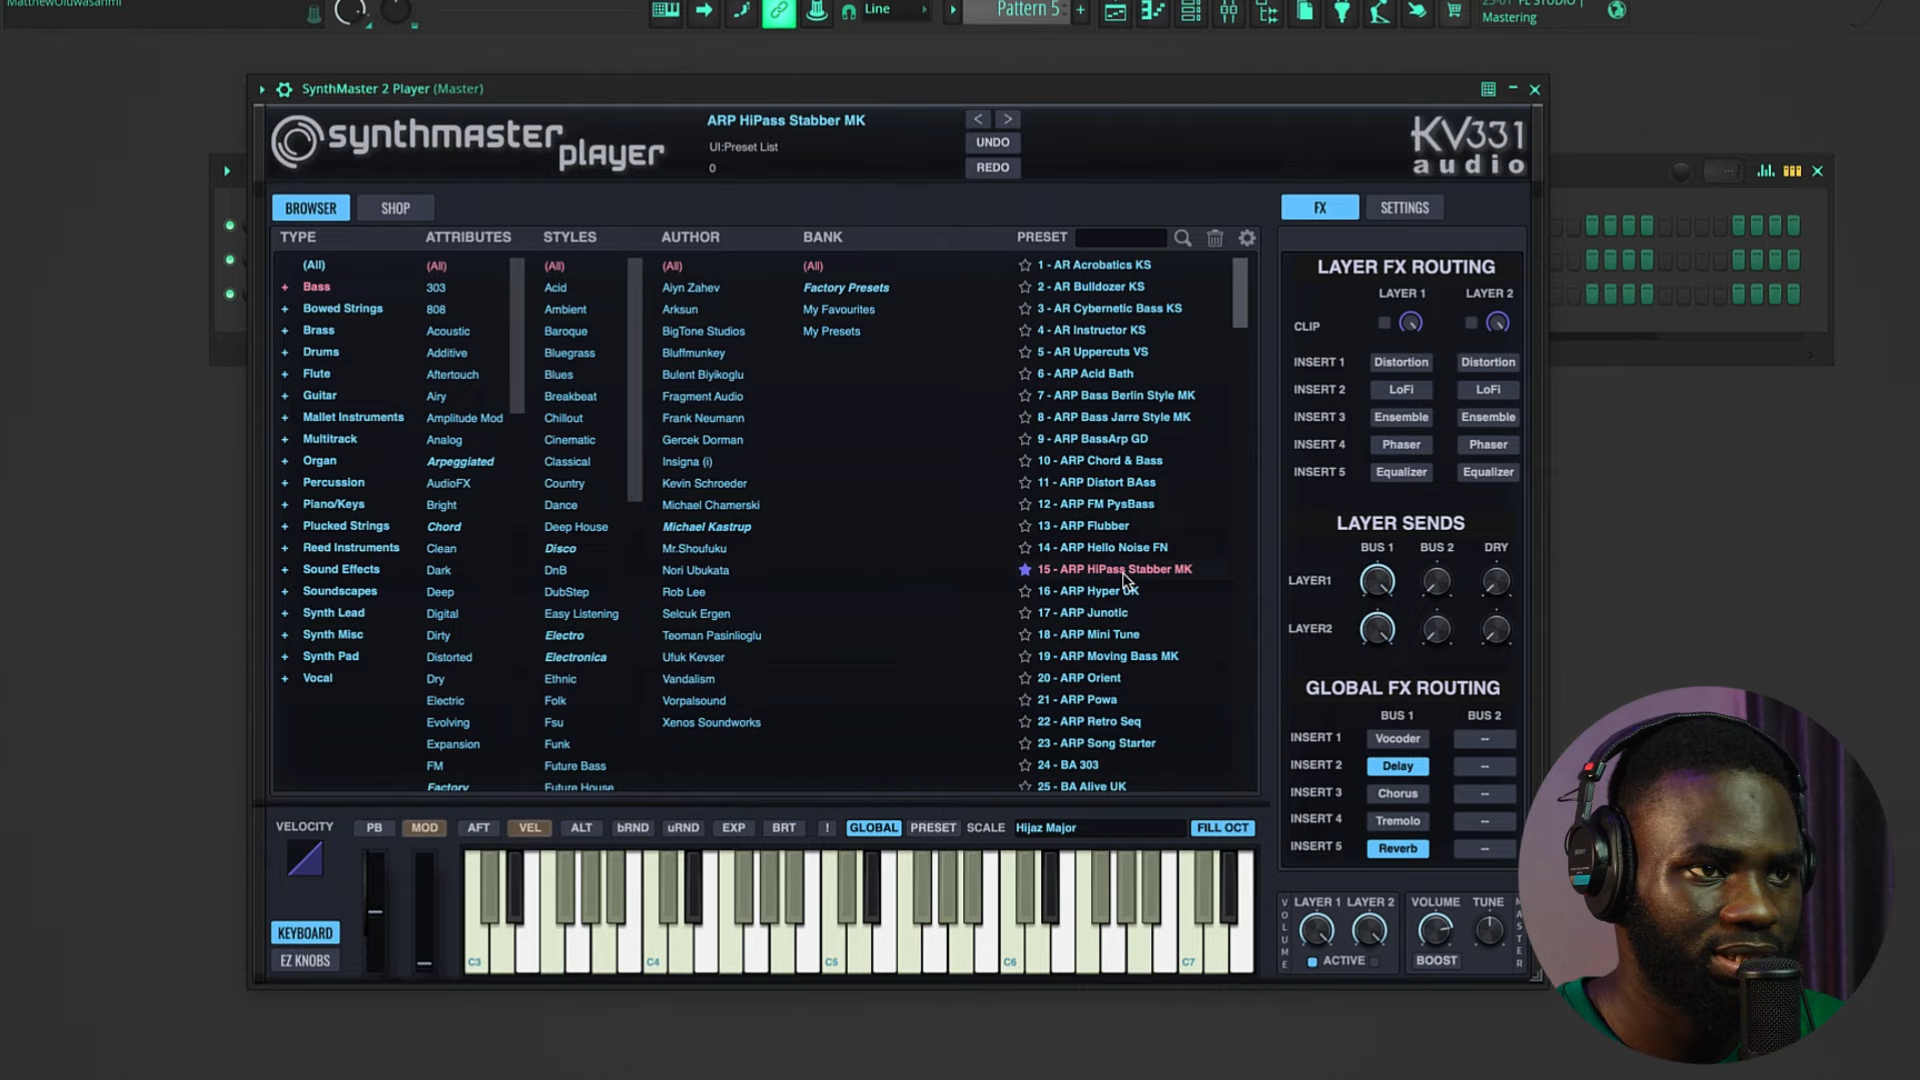 MatthewOluwasanmi
Line
Pattern 5
+
Mastering
SynthMaster 2 Player (Master)
synthmaster player
ARP HiPass Stabber MK
UI:Preset List
0
< >
UNDO
REDO
KV331
audio
BROWSER SHOP
FX SETTINGS
TYPE ATTRIBUTES STYLES AUTHOR BANK PRESET
(All) (All) (All) (All) (All) 1 - AR Acrobatics KS
+ Bass 303 Acid Aiyn Zahev Factory Presets 2 - AR Bulldozer KS
+ Bowed Strings 808 Ambient Arksun My Favourites 3 - AR Cybernetic Bass KS
+ Brass Acoustic Baroque BigTone Studios My Presets 4 - AR Instructor KS
+ Drums Additive Bluegrass Bluffmunkey 5 - AR Uppercuts VS
+ Flute Aftertouch Blues Bulent Biyikoglu 6 - ARP Acid Bath
+ Guitar Airy Breakbeat Fragment Audio 7 - ARP Bass Berlin Style MK
+ Mallet Instruments Amplitude Mod Chillout Frank Neumann 8 - ARP Bass Jarre Style MK
+ Multitrack Analog Cinematic Gercek Dorman 9 - ARP BassArp GD
+ Organ Arpeggiated Classical Insigna (i) 10 - ARP Chord & Bass
+ Percussion AudioFX Country Kevin Schroeder 11 - ARP Distort BAss
+ Piano/Keys Bright Dance Michael Chamerski 12 - ARP FM PysBass
+ Plucked Strings Chord Deep House Michael Kastrup 13 - ARP Flubber
+ Reed Instruments Clean Disco Mr.Shoufuku 14 - ARP Hello Noise FN
+ Sound Effects Dark DnB Nori Ubukata 15 - ARP HiPass Stabber MK
+ Soundscapes Deep DubStep Rob Lee 16 - ARP Hyper
+ Synth Lead Digital Easy Listening Selcuk Ergen 17 - ARP Junotic
+ Synth Misc Dirty Electro Teoman Pasinlioglu 18 - ARP Mini Tune
+ Synth Pad Distorted Electronica Ufuk Kevser 19 - ARP Moving Bass MK
+ Vocal Dry Ethnic Vandalism 20 - ARP Orient
Electric Folk Vorpalsound 21 - ARP Powa
Evolving Fsu Xenos Soundworks 22 - ARP Retro Seq
Expansion Funk 23 - ARP Song Starter
FM Future Bass 24 - BA 303
Factory Future House 25 - BA Alive UK
LAYER FX ROUTING
LAYER 1 LAYER 2
CLIP
INSERT 1 Distortion Distortion
INSERT 2 LoFi LoFi
INSERT 3 Ensemble Ensemble
INSERT 4 Phaser Phaser
INSERT 5 Equalizer Equalizer
LAYER SENDS
BUS 1 BUS 2 DRY
LAYER1
LAYER2
GLOBAL FX ROUTING
BUS 1 BUS 2
INSERT 1 Vocoder --
INSERT 2 Delay --
INSERT 3 Chorus --
INSERT 4 Tremolo --
INSERT 5 Reverb --
VELOCITY PB MOD AFT VEL ALT bRND uRND EXP BRT ! GLOBAL PRESET SCALE Hijaz Major FILL OCT
KEYBOARD
EZ KNOBS
C3 C4 C5 C6 C7
VOLUME
LAYER 1 LAYER 2
ACTIVE
VOLUME TUNE
BOOST
MASTER
SONY